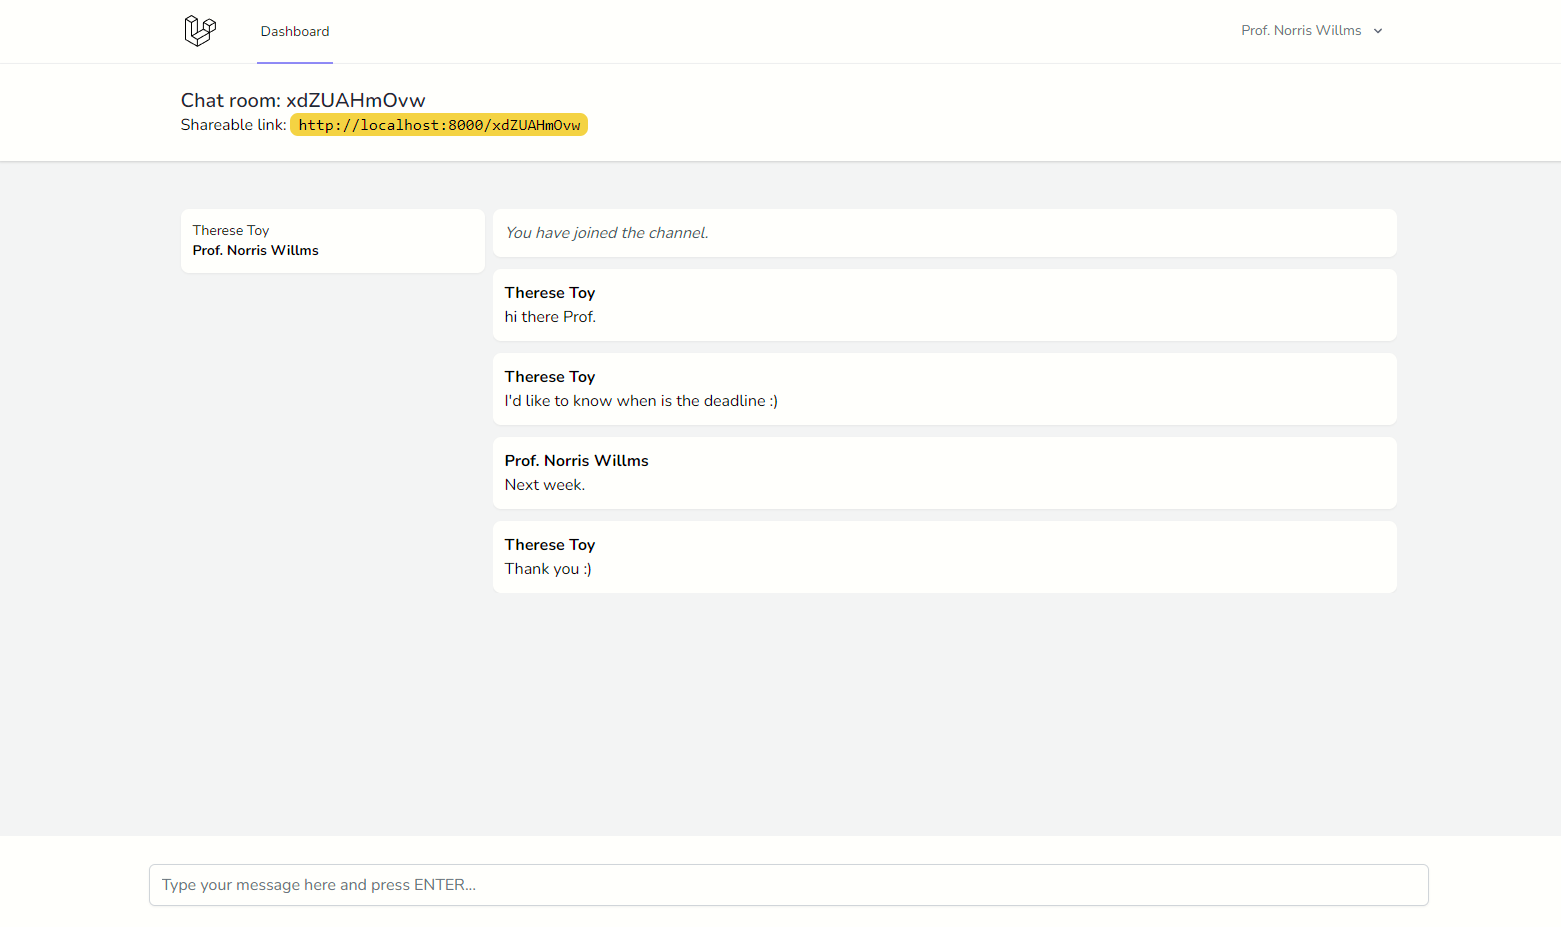 Dashboard
Prof. Norris Willms
Chat room: xdZUAHmOvw
Shareable link: http://localhost:8000/xdZUAHmOvw
Therese Toy
Prof. Norris Willms
You have joined the channel.
Therese Toy
hi there Prof.
Therese Toy
I'd like to know when is the deadline :)
Prof. Norris Willms
Next week.
Therese Toy
Thank you :)
Type your message here and press ENTER...